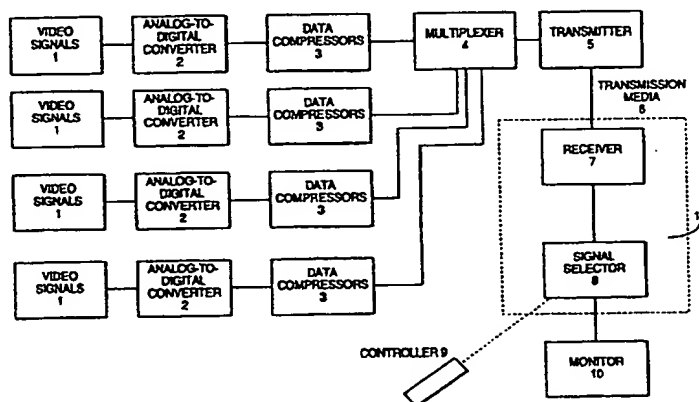 VIDEO
SIGNALS
1
ANALOG-TO-
DIGITAL
CONVERTER
2
DATA
COMPRESSORS
3
MULTIPLEXER
4
TRANSMITTER
5
VIDEO
SIGNALS
1
ANALOG-TO-
DIGITAL
CONVERTER
2
DATA
COMPRESSORS
3
TRANSMISSION
MEDIA
6
RECEIVER
7
VIDEO
SIGNALS
1
ANALOG-TO-
DIGITAL
CONVERTER
2
DATA
COMPRESSORS
3
VIDEO
SIGNALS
1
ANALOG-TO-
DIGITAL
CONVERTER
2
DATA
COMPRESSORS
3
SIGNAL
SELECTOR
8
CONTROLLER 9
MONITOR
10